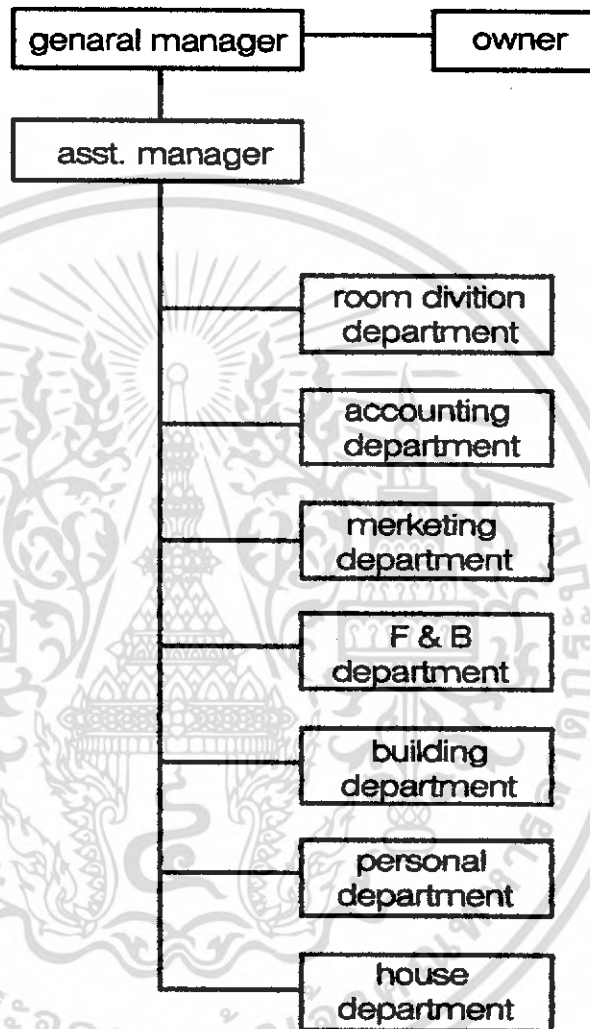 genaral manager
owner
asst. manager
room divition
department
accounting
department
merketing
department
F & B
department
building
department
personal
department
house
department